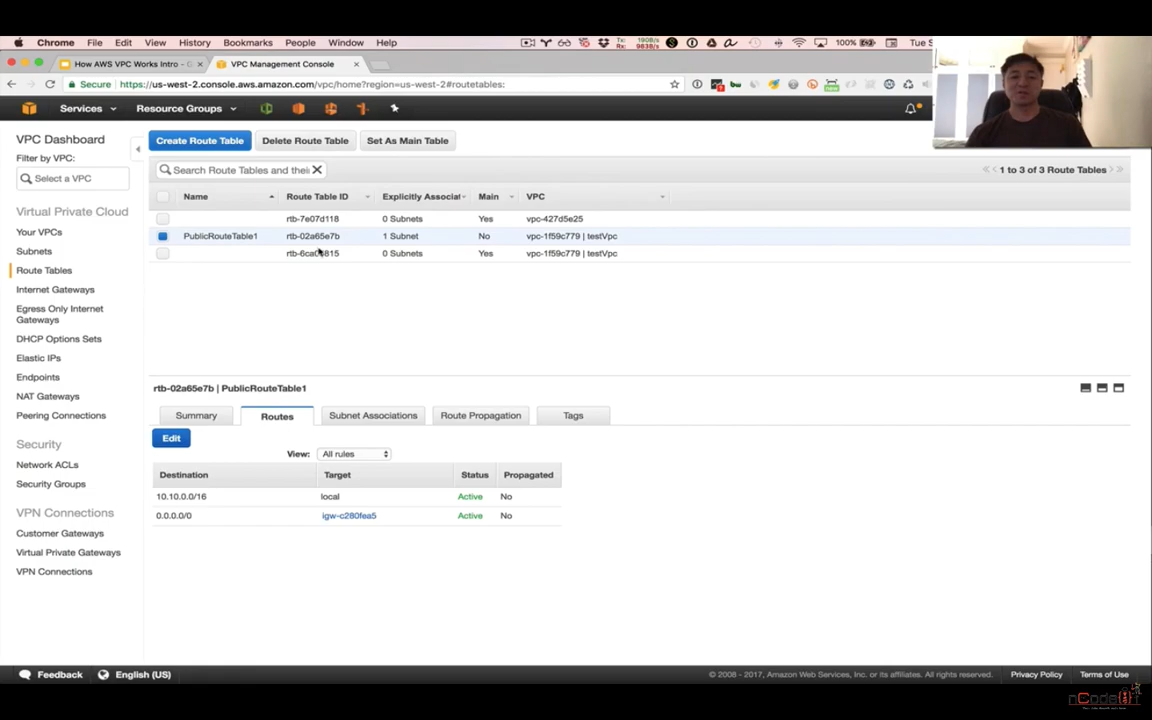 Chrome File Edit View History Bookmarks People Window Help 100% Tue S
How AWS VPC Works Intro - G VPC Management Console
Secure https://us-west-2.console.aws.amazon.com/vpc/home?region=us-west-2#routetables:
Services Resource Groups
VPC Dashboard
Filter by VPC:
Select a VPC
Virtual Private Cloud
Your VPCs
Subnets
Route Tables
Internet Gateways
Egress Only Internet
Gateways
DHCP Options Sets
Elastic IPs
Endpoints
NAT Gateways
Peering Connections
Security
Network ACLs
Security Groups
VPN Connections
Customer Gateways
Virtual Private Gateways
VPN Connections
Create Route Table Delete Route Table Set As Main Table
Search Route Tables and thei 1 to 3 of 3 Route Tables
Name Route Table ID Explicitly Associat Main VPC
rtb-7e07d118 0 Subnets Yes vpc-427d5e25
PublicRouteTable1 rtb-02a65e7b 1 Subnet No vpc-1f59c779 | testVpc
0 Subnets Yes vpc-1f59c779 | testVpc
rtb-02a65e7b | PublicRouteTable1
Summary Routes Subnet Associations Route Propagation Tags
Edit
View: All rules
Destination Target Status Propagated
10.10.0.0/16 local Active No
0.0.0.0/0 igw-c280fea5 Active No
Feedback English (US) © 2008 - 2017, Amazon Web Services, Inc. or its affiliates. All rights reserved. Privacy Policy Terms of Use